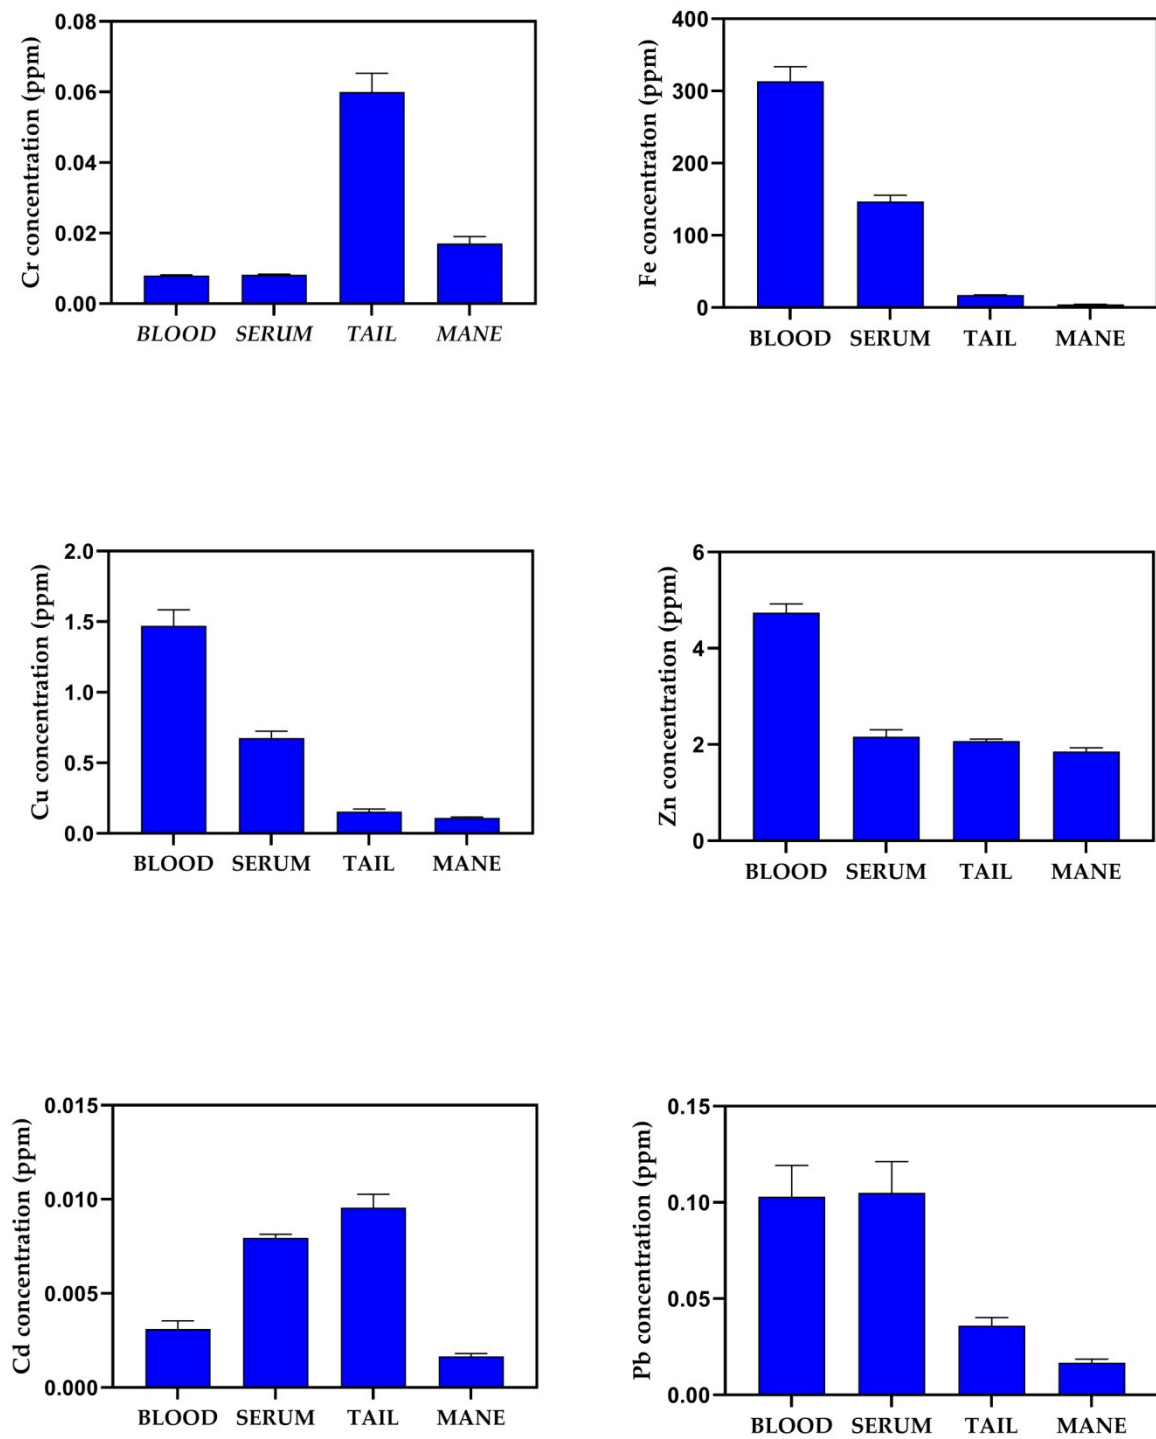 Cr concentration (ppm)
0.08
0.06
0.04
0.02
0.00
BLOOD SERUM TAIL MANE
Fe concentraton (ppm)
400
300
200
100
0
BLOOD SERUM TAIL MANE
Cu concentration (ppm)
2.0
1.5
1.0
0.5
0.0
BLOOD SERUM TAIL MANE
Zn concentration (ppm)
6
4
2
0
BLOOD SERUM TAIL MANE
Cd concentration (ppm)
0.015
0.010
0.005
0.000
BLOOD SERUM TAIL MANE
Pb concentration (ppm)
0.15
0.10
0.05
0.00
BLOOD SERUM TAIL MANE